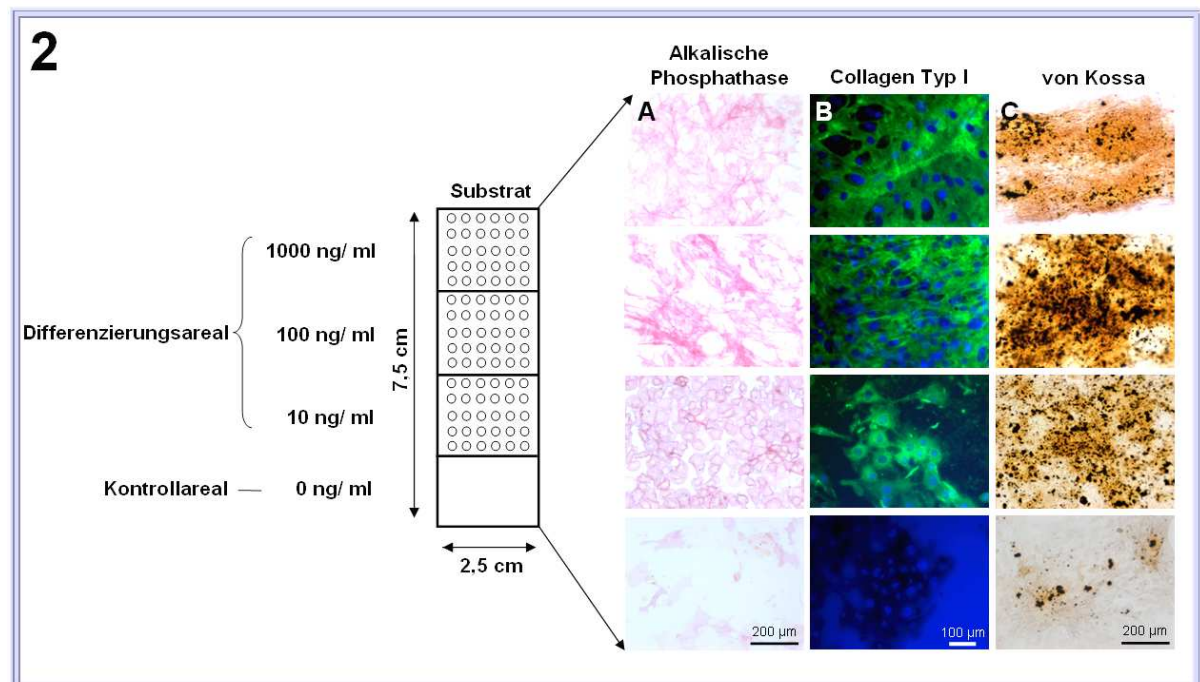 2
Alkalische
Phosphathase
Collagen Typ I
von Kossa
A
B
C
Substrat
1000 ng/ ml
Differenzierungsareal
100 ng/ ml
7,5 cm
10 ng/ ml
Kontrollareal
0 ng/ ml
2,5 cm
200 µm
100 µm
200 µm